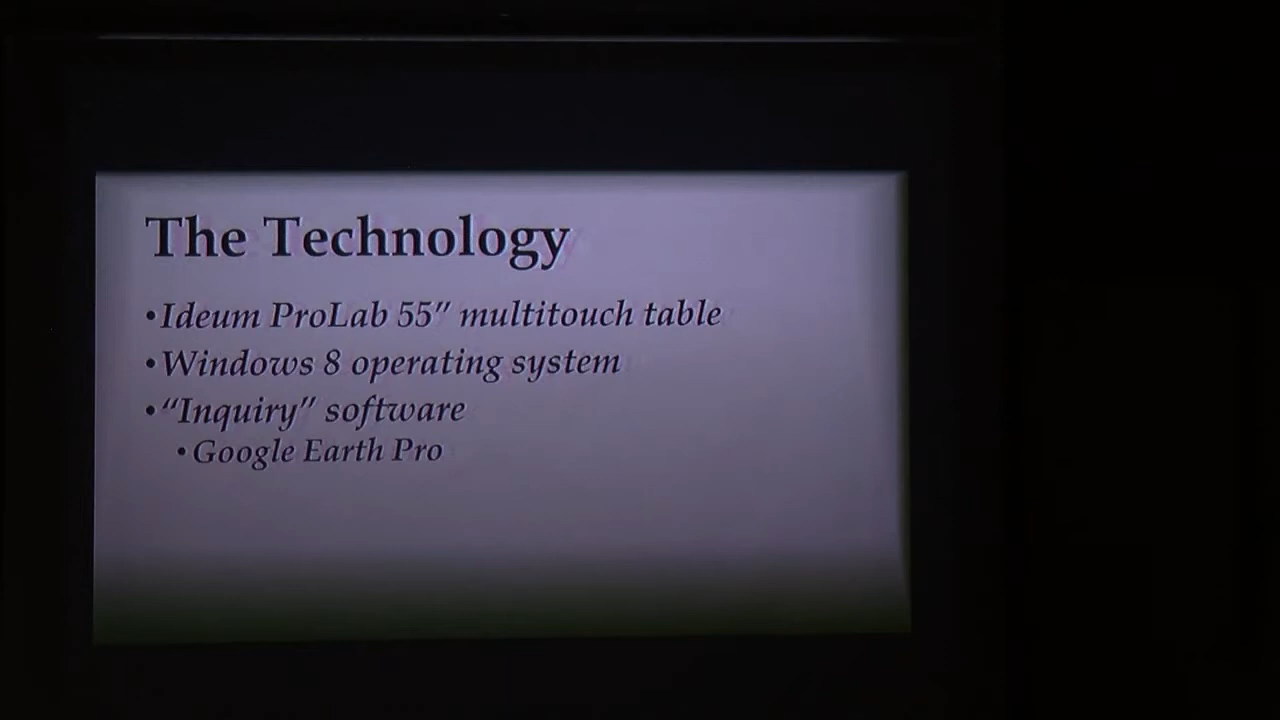 The Technology
•Ideum ProLab 55″ multitouch table
•Windows 8 operating system
•“Inquiry” software
•Google Earth Pro